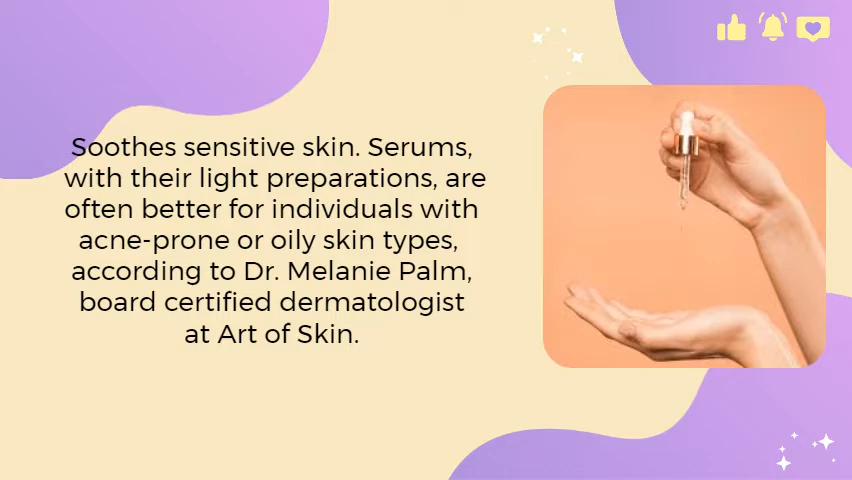 Soothes sensitive skin. Serums,
with their light preparations, are
often better for individuals with
acne-prone or oily skin types,
according to Dr. Melanie Palm,
board certified dermatologist
at Art of Skin.